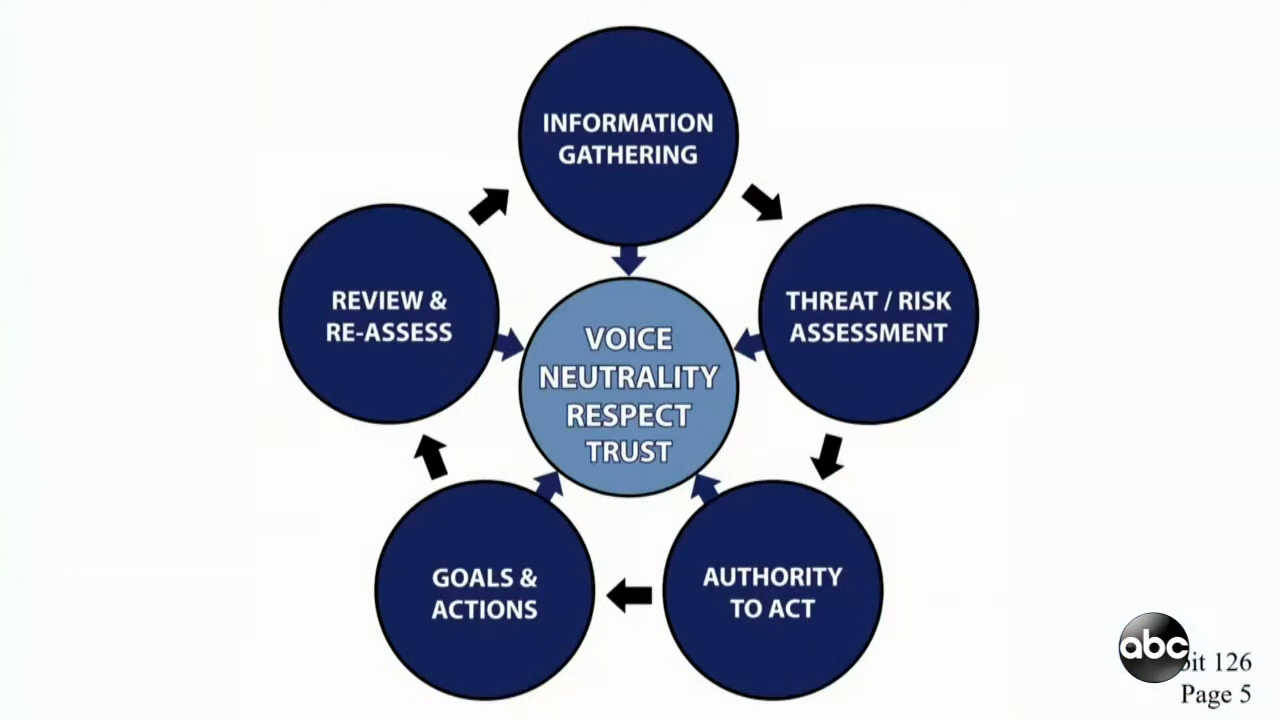 INFORMATION
GATHERING
THREAT / RISK
ASSESSMENT
AUTHORITY
TO ACT
GOALS &
ACTIONS
REVIEW &
RE-ASSESS
VOICE
NEUTRALITY
RESPECT
TRUST
abc
126
Page 5